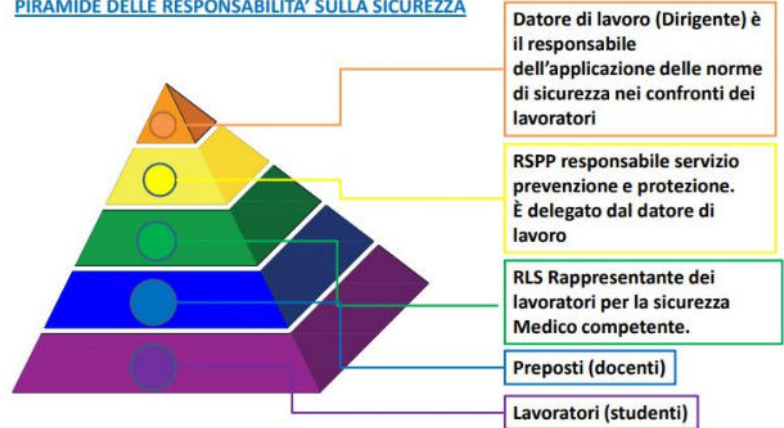 PIRAMIDE DELLE RESPONSABILITA' SULLA SICUREZZA
Datore di lavoro (Dirigente) è
il responsabile
dell'applicazione delle norme
di sicurezza nei confronti dei
lavoratori
RSPP responsabile servizio
prevenzione e protezione.
È delegato dal datore di
lavoro
RLS Rappresentante dei
lavoratori per la sicurezza
Medico competente.
Preposti (docenti)
Lavoratori (studenti)